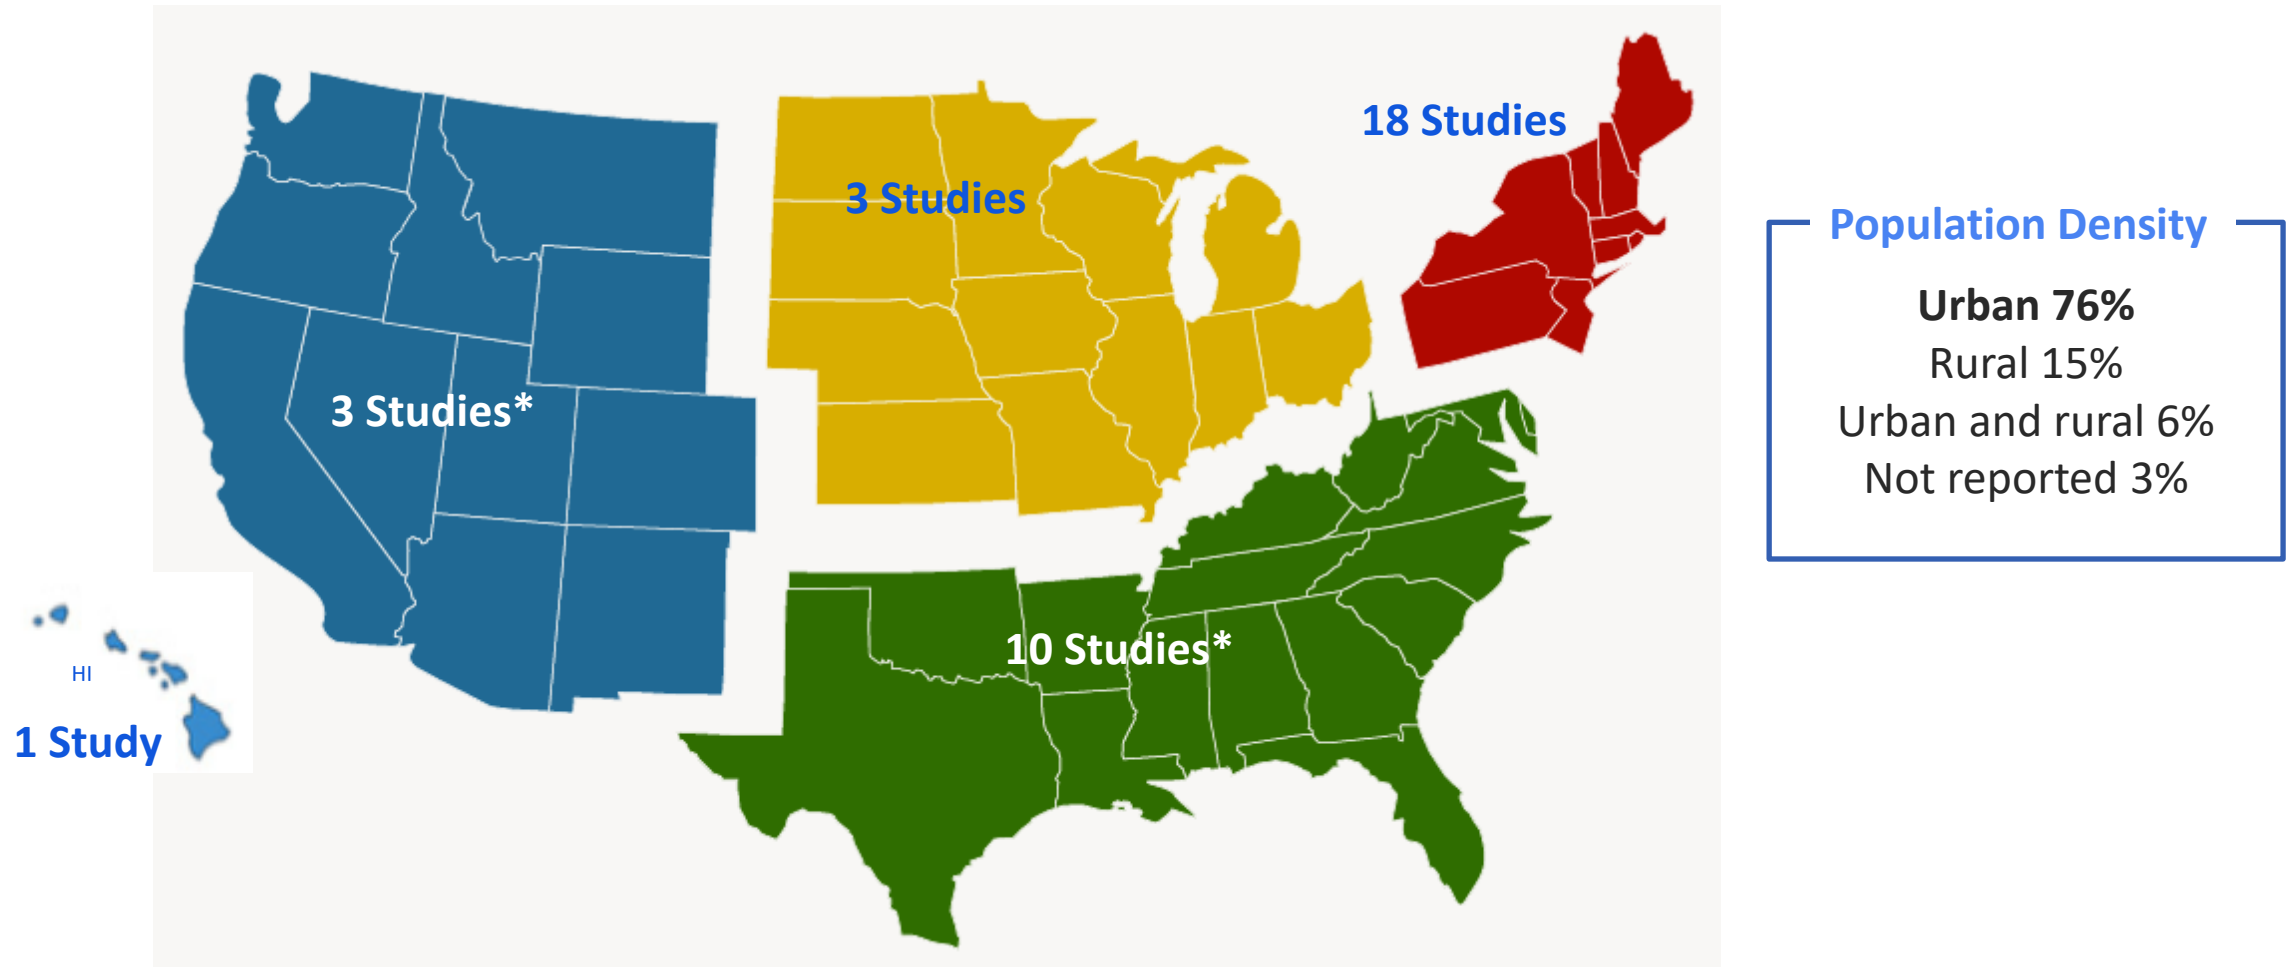 18 Studies
3 Studies
3 Studies*
10 Studies*
HI
1 Study
Population Density
Urban 76%
Rural 15%
Urban and rural 6%
Not reported 3%